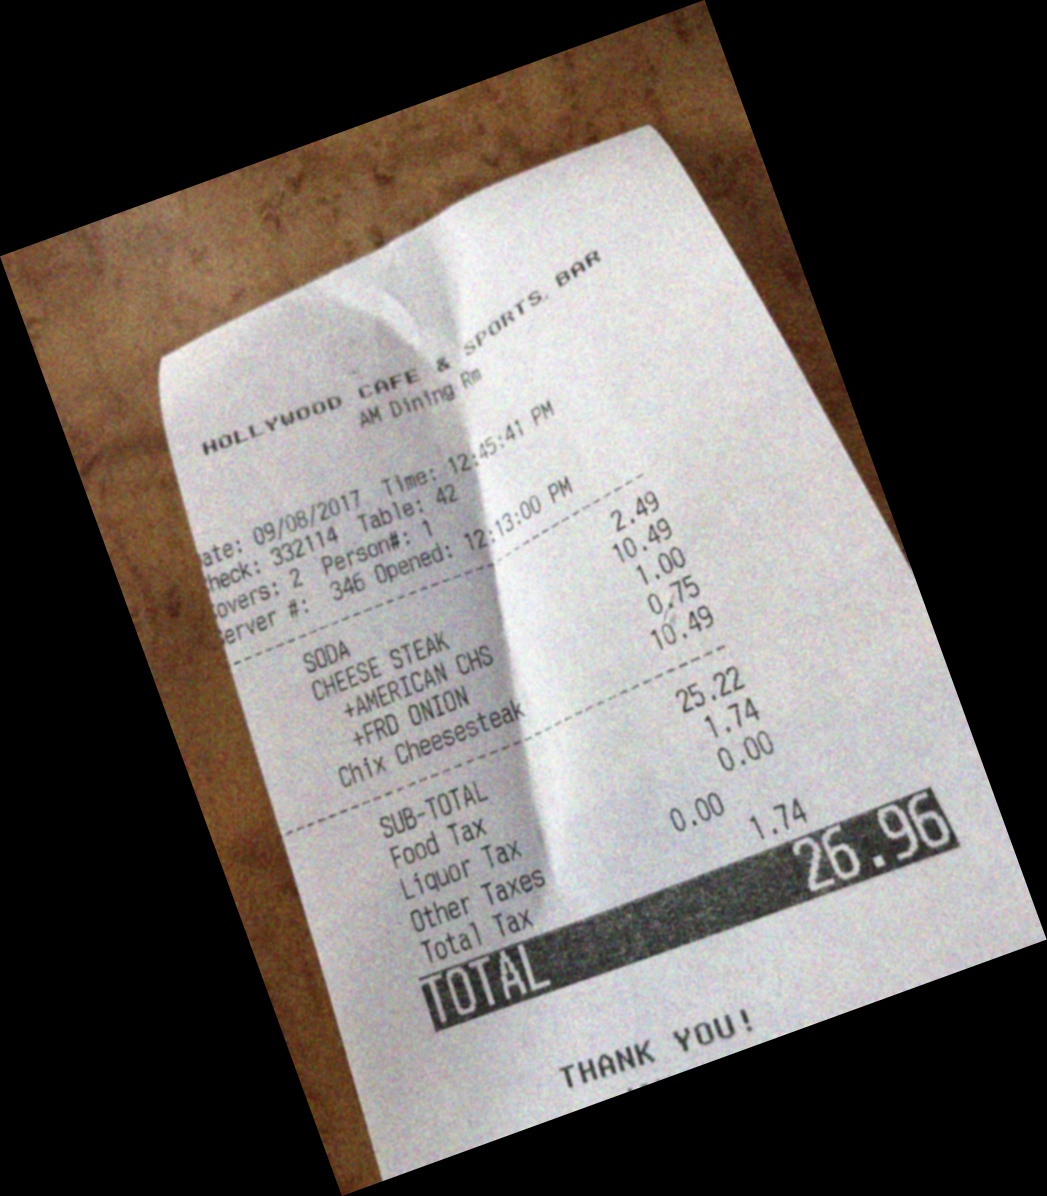 HOLLYWOOD CAFE & SPORTS BAR
AM Dining Rm
ate: 09/08/2017 Time: 12:45:41 PM
heck: 332114 Table: 42
overs: 2 Person#: 1
erver #: 346 Opened: 12:13:00 PM
SODA 2.49
CHEESE STEAK 10.49
+AMERICAN CHS 1.00
+FRD ONION 0.75
Chix Cheesesteak 10.49
SUB-TOTAL 25.22
Food Tax 1.74
Liquor Tax 0.00
Other Taxes 0.00
Total Tax 1.74
TOTAL 26.96
THANK YOU!